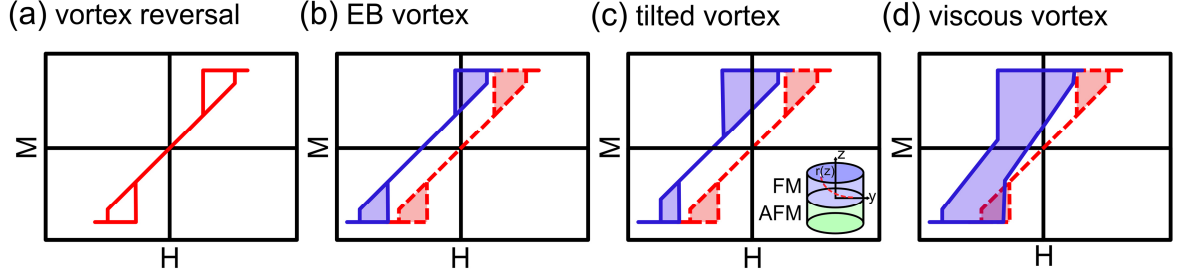 (a) vortex reversal
(b) EB vortex
(c) tilted vortex
(d) viscous vortex
M
H
M
H
M
H
z
r(z)
FM
y
AFM
M
H